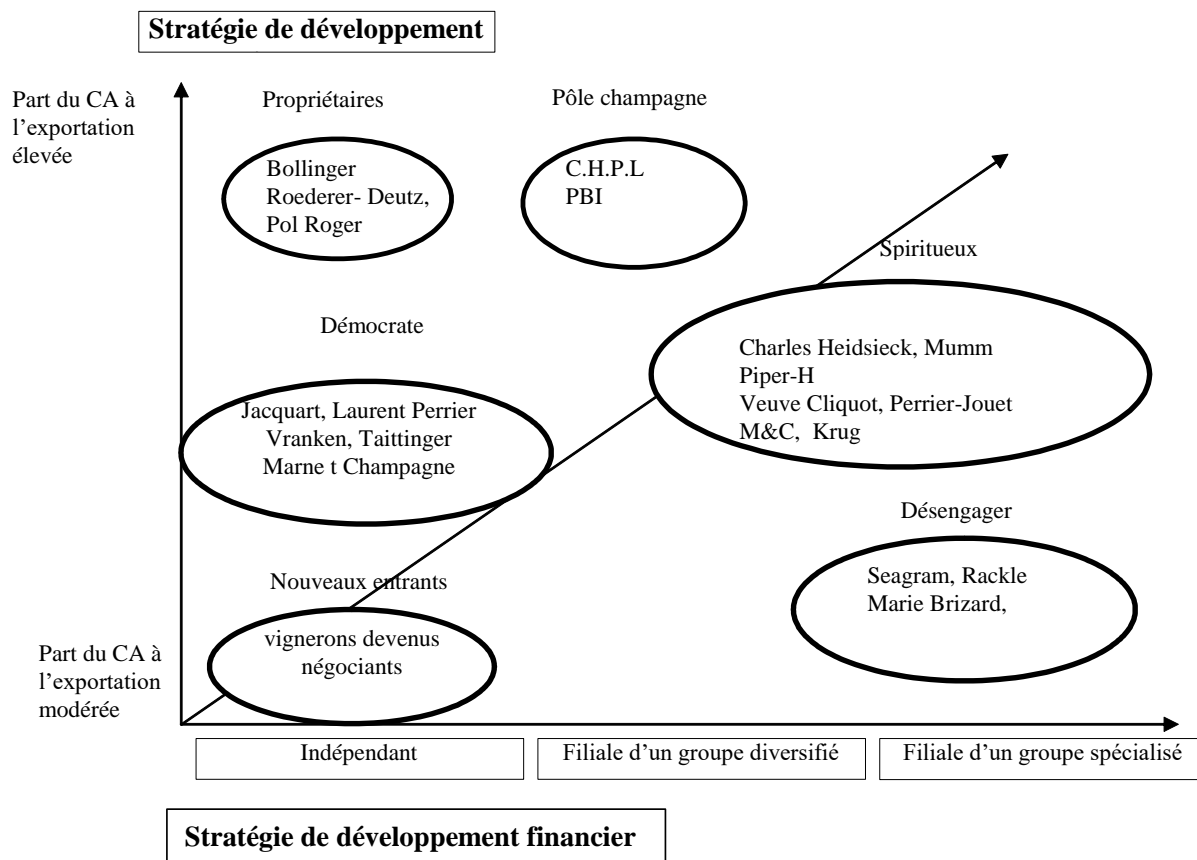 Stratégie de développement
Part du CA à
l’exportation
élevée
Propriétaires
Pôle champagne
Bollinger
Roederer- Deutz,
Pol Roger
C.H.P.L
PBI
Spiritueux
Démocrate
Charles Heidsieck, Mumm
Piper-H
Veuve Cliquot, Perrier-Jouet
M&C,  Krug
Jacquart, Laurent Perrier
Vranken, Taittinger
Marne t Champagne
Désengager
Seagram, Rackle
Marie Brizard,
Nouveaux entrants
vignerons devenus
négociants
Part du CA à
l’exportation
modérée
Indépendant
Filiale d’un groupe diversifié
Filiale d’un groupe spécialisé
Stratégie de développement financier